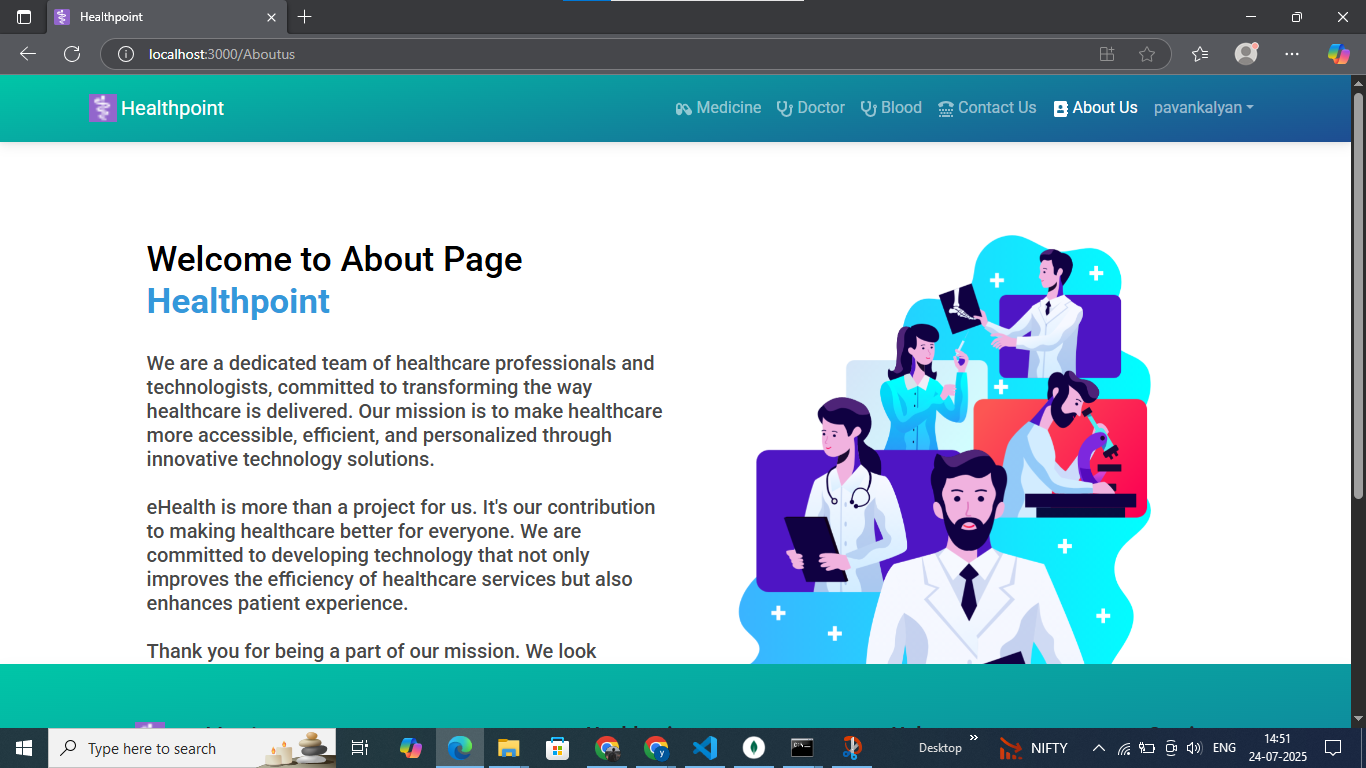 Healthpoint
localhost:3000/Aboutus
Healthpoint
Medicine
Doctor
Blood
Contact Us
About Us
pavankalyan
Welcome to About Page
Healthpoint
We are a dedicated team of healthcare professionals and
technologists, committed to transforming the way
healthcare is delivered. Our mission is to make healthcare
more accessible, efficient, and personalized through
innovative technology solutions.
eHealth is more than a project for us. It's our contribution
to making healthcare better for everyone. We are
committed to developing technology that not only
improves the efficiency of healthcare services but also
enhances patient experience.
Thank you for being a part of our mission. We look
Type here to search
Desktop
NIFTY
ENG
14:51
24-07-2025